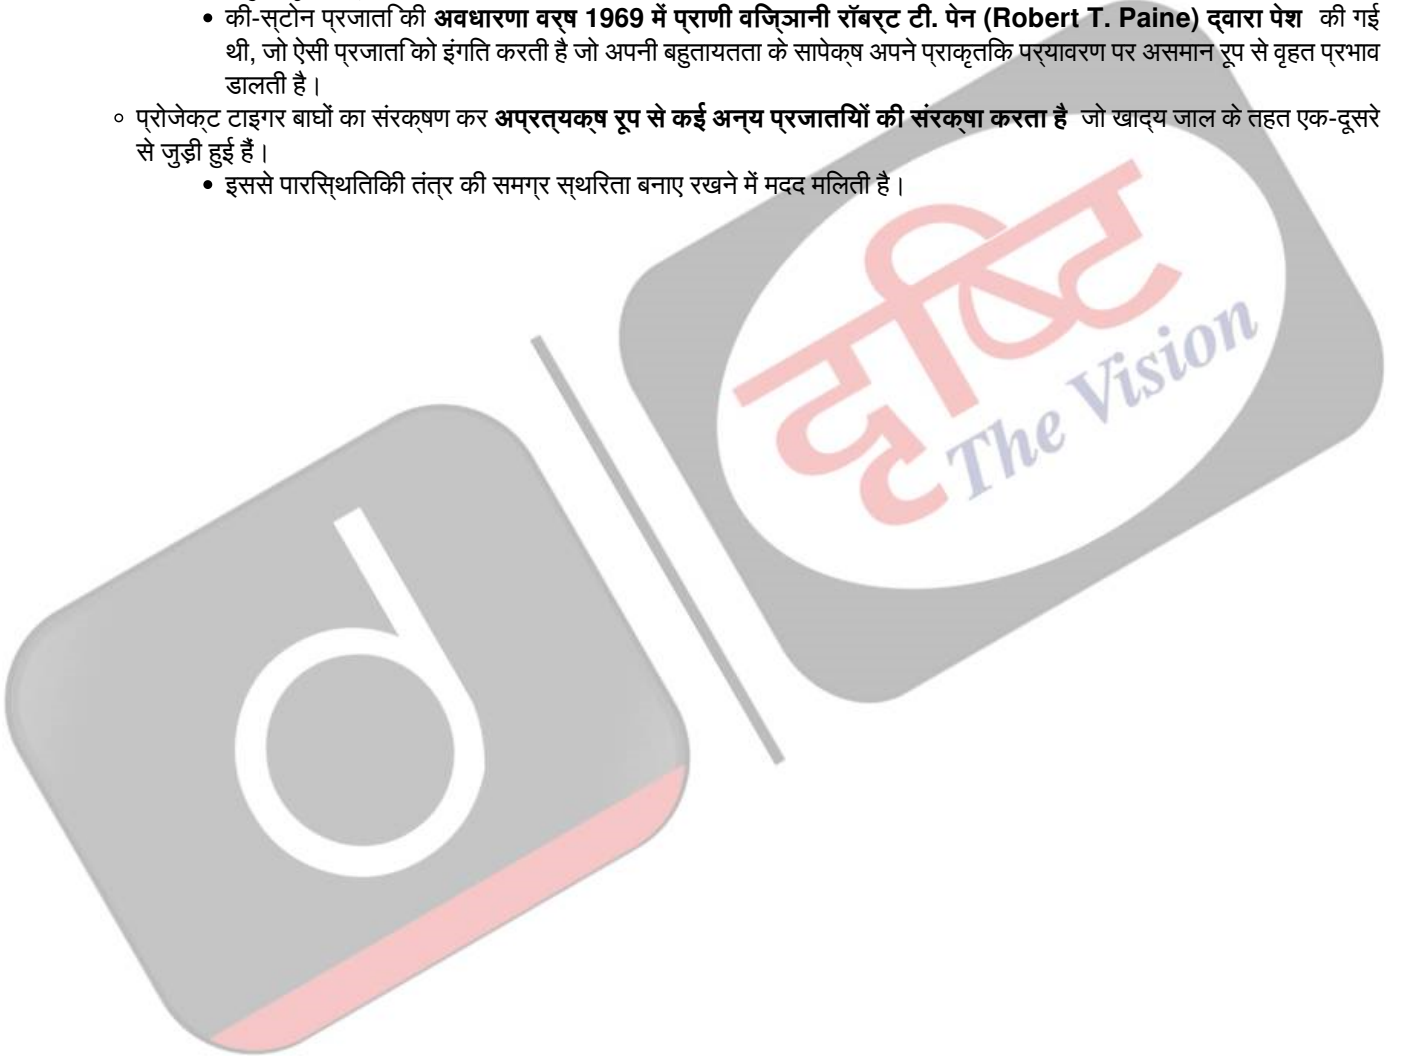 • की-स्टोन प्रजाति की अवधारणा वर्ष 1969 में प्राणी विज्ञानी रॉबर्ट टी. पेन (Robert T. Paine) द्वारा पेश की गई
थी, जो ऐसी प्रजाति को इंगति करती है जो अपनी बहुतायतता के सापेक्ष अपने प्राकृतिक पर्यावरण पर असमान रूप से वृहत प्रभाव
डालती है।
○ प्रोजेक्ट टाइगर बाघों का संरक्षण कर अप्रत्यक्ष रूप से कई अन्य प्रजातियों की संरक्षा करता है जो खाद्य जाल के तहत एक-दूसरे
से जुड़ी हुई हैं।
• इससे पारिस्थितिकी तंत्र की समग्र स्थिरता बनाए रखने में मदद मिलती है।
दृष्टि
The Vision
d